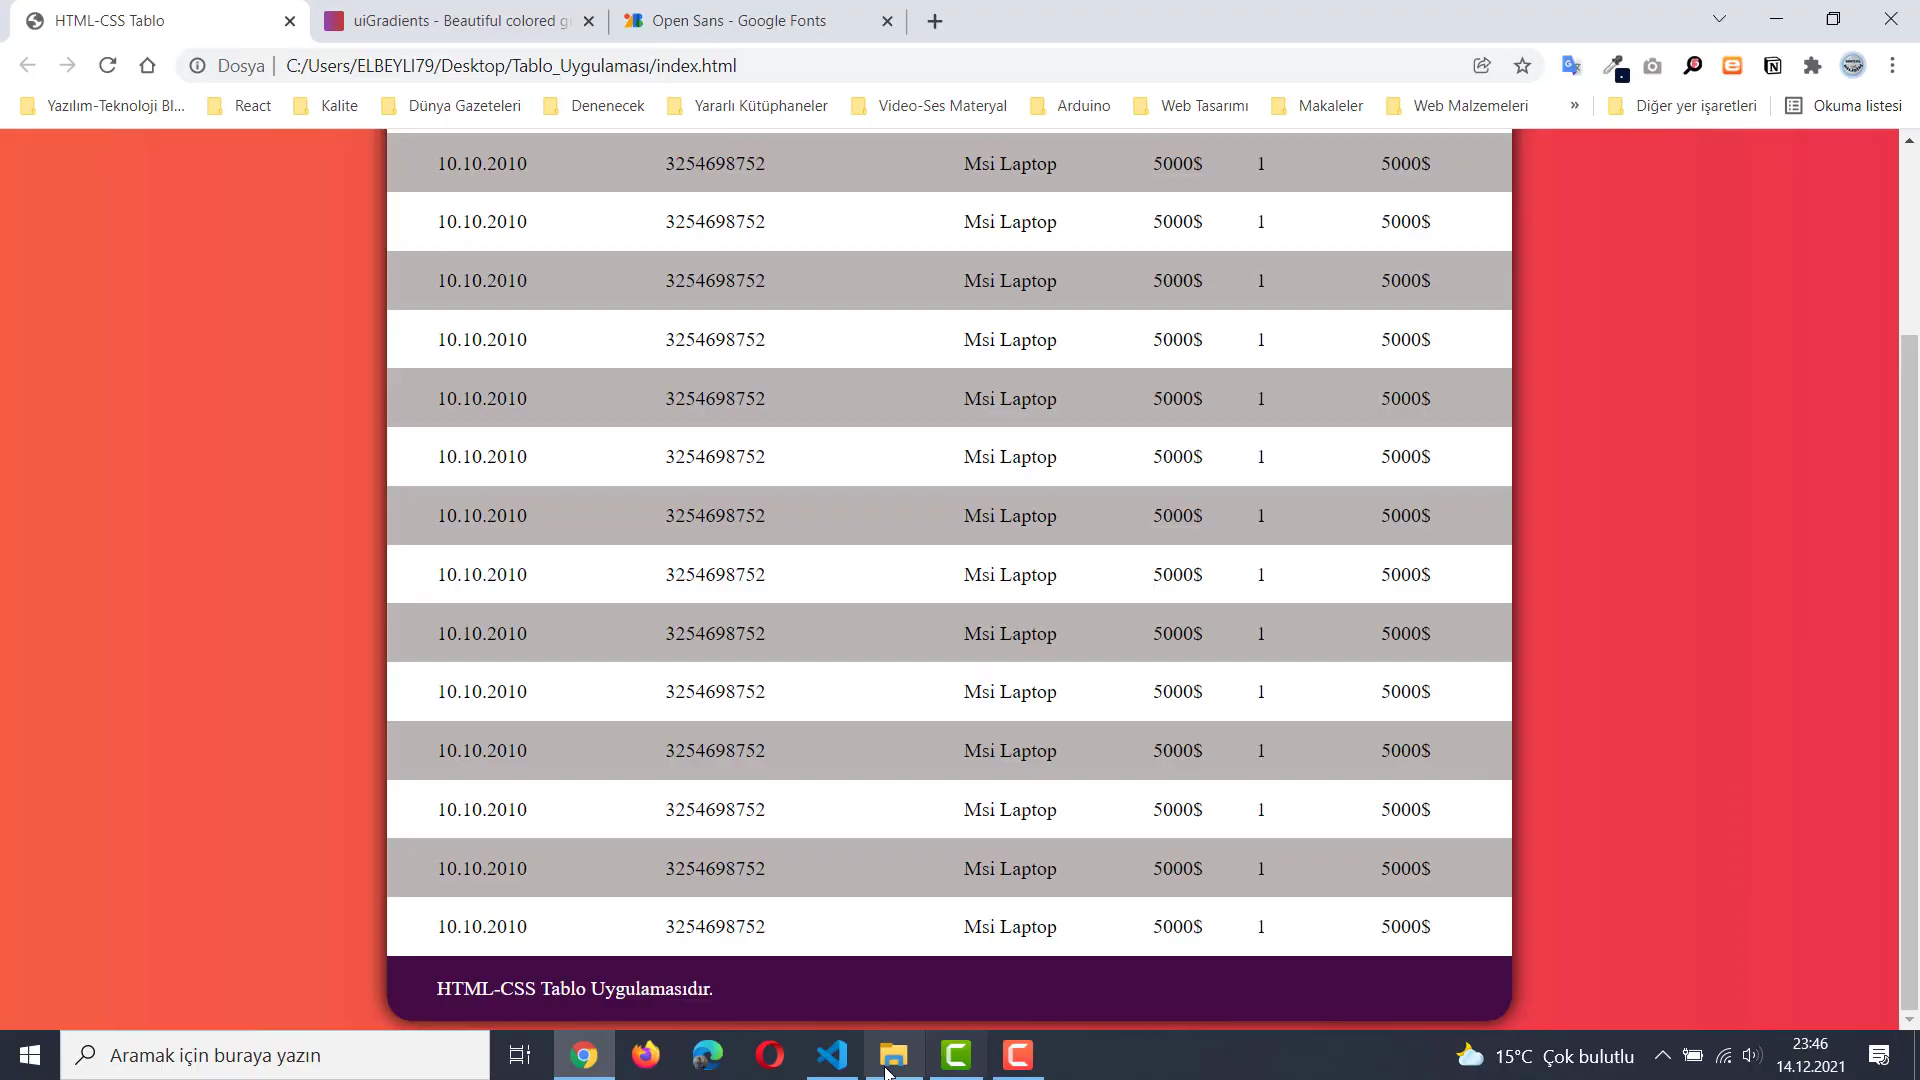 HTML-CSS Tablo
uiGradients - Beautiful colored g
Open Sans - Google Fonts
Dosya
C:/Users/ELBEYLI79/Desktop/Tablo_Uygulaması/index.html
Yazılım-Teknoloji Bl...
React
Kalite
Dünya Gazeteleri
Denenecek
Yararlı Kütüphaneler
Video-Ses Materyal
Arduino
Web Tasarımı
Makaleler
Web Malzemeleri
»
Diğer yer işaretleri
Okuma listesi
10.10.2010 3254698752 Msi Laptop 5000$ 1 5000$
10.10.2010 3254698752 Msi Laptop 5000$ 1 5000$
10.10.2010 3254698752 Msi Laptop 5000$ 1 5000$
10.10.2010 3254698752 Msi Laptop 5000$ 1 5000$
10.10.2010 3254698752 Msi Laptop 5000$ 1 5000$
10.10.2010 3254698752 Msi Laptop 5000$ 1 5000$
10.10.2010 3254698752 Msi Laptop 5000$ 1 5000$
10.10.2010 3254698752 Msi Laptop 5000$ 1 5000$
10.10.2010 3254698752 Msi Laptop 5000$ 1 5000$
10.10.2010 3254698752 Msi Laptop 5000$ 1 5000$
10.10.2010 3254698752 Msi Laptop 5000$ 1 5000$
10.10.2010 3254698752 Msi Laptop 5000$ 1 5000$
10.10.2010 3254698752 Msi Laptop 5000$ 1 5000$
10.10.2010 3254698752 Msi Laptop 5000$ 1 5000$
HTML-CSS Tablo Uygulamasıdır.
Aramak için buraya yazın
15°C Çok bulutlu
23:46
14.12.2021